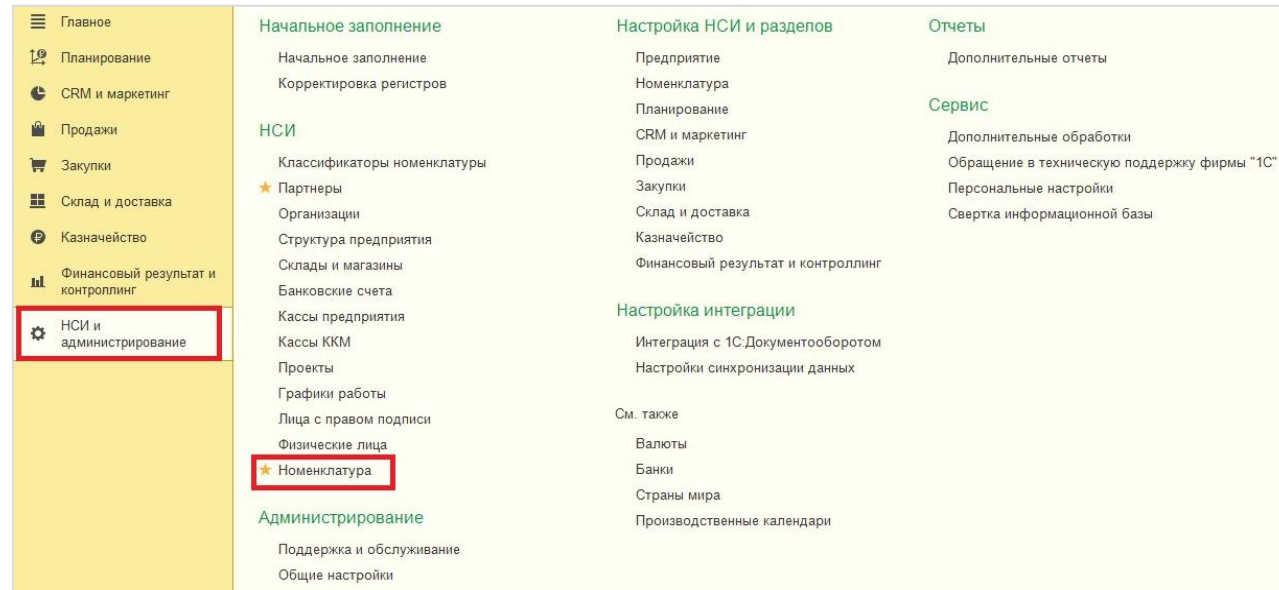 Главное
Планирование
CRM и маркетинг
Продажи
Закупки
Склад и доставка
Казначейство
Финансовый результат и
контроллинг
НСИ и
администрирование
Начальное заполнение
Начальное заполнение
Корректировка регистров
НСИ
Классификаторы номенклатуры
Партнеры
Организации
Структура предприятия
Склады и магазины
Банковские счета
Кассы предприятия
Кассы ККМ
Проекты
Графики работы
Лица с правом подписи
Физические лица
Номенклатура
Администрирование
Поддержка и обслуживание
Общие настройки
Настройка НСИ и разделов
Предприятие
Номенклатура
Планирование
CRM и маркетинг
Продажи
Закупки
Склад и доставка
Казначейство
Финансовый результат и контроллинг
Настройка интеграции
Интеграция с 1С:Документооборотом
Настройки синхронизации данных
См. также
Валюты
Банки
Страны мира
Производственные календари
Отчеты
Дополнительные отчеты
Сервис
Дополнительные обработки
Обращение в техническую поддержку фирмы "1С"
Персональные настройки
Свертка информационной базы